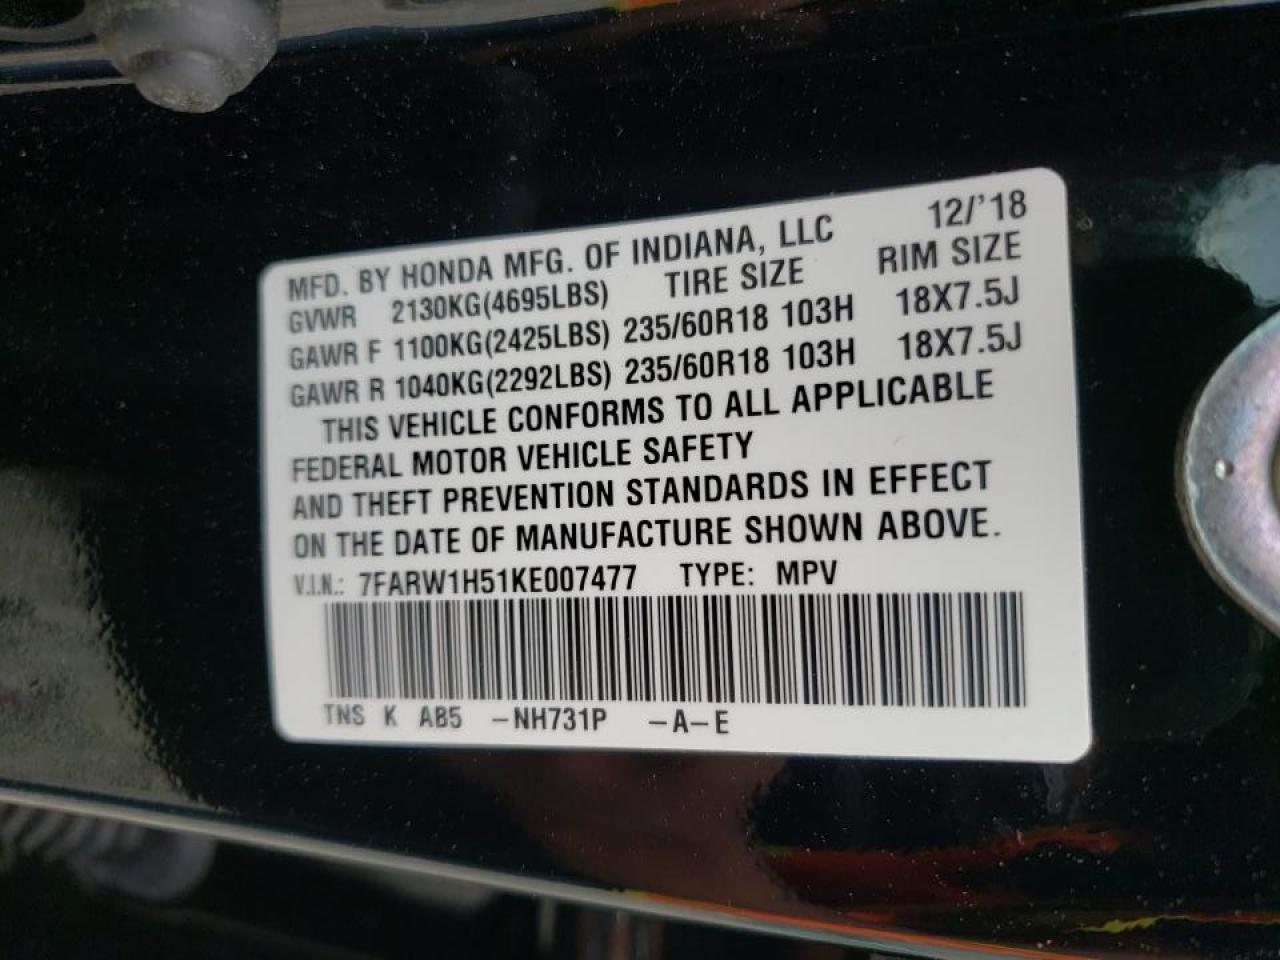 MFD. BY HONDA MFG. OF INDIANA, LLC 12/'18
GVWR 2130KG(4695LBS) TIRE SIZE RIM SIZE
GAWR F 1100KG(2425LBS) 235/60R18 103H 18X7.5J
GAWR R 1040KG(2292LBS) 235/60R18 103H 18X7.5J
THIS VEHICLE CONFORMS TO ALL APPLICABLE
FEDERAL MOTOR VEHICLE SAFETY
AND THEFT PREVENTION STANDARDS IN EFFECT
ON THE DATE OF MANUFACTURE SHOWN ABOVE.
V.I.N.: 7FARW1H51KE007477 TYPE: MPV
TNS K AB5 -NH731P -A-E